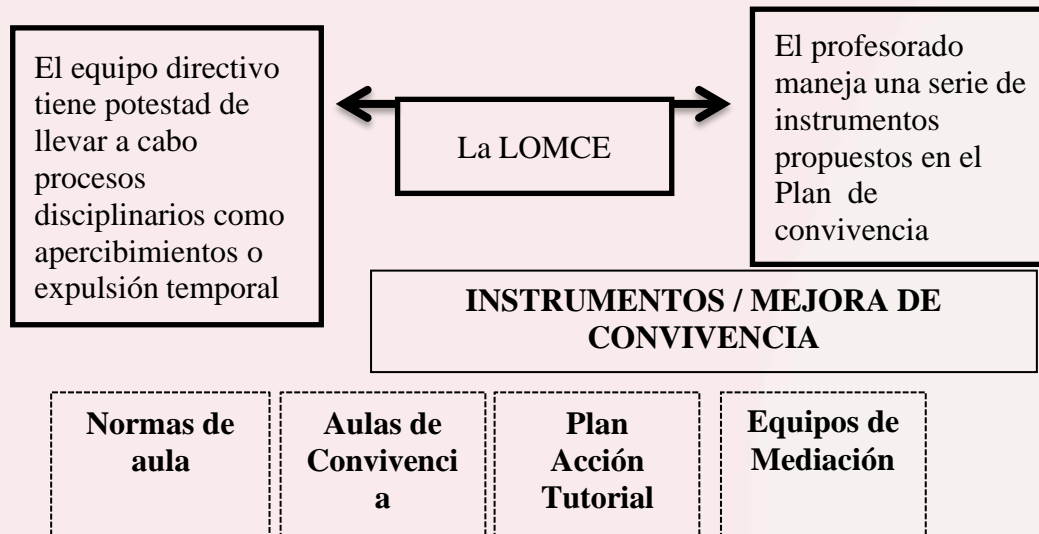 El equipo directivo
tiene potestad de
llevar a cabo
procesos
disciplinarios como
apercibimientos o
expulsión temporal
La LOMCE
El profesorado
maneja una serie de
instrumentos
propuestos en el
Plan de
convivencia
INSTRUMENTOS / MEJORA DE
CONVIVENCIA
Normas de
aula
Aulas de
Convivenci
a
Plan
Acción
Tutorial
Equipos de
Mediación